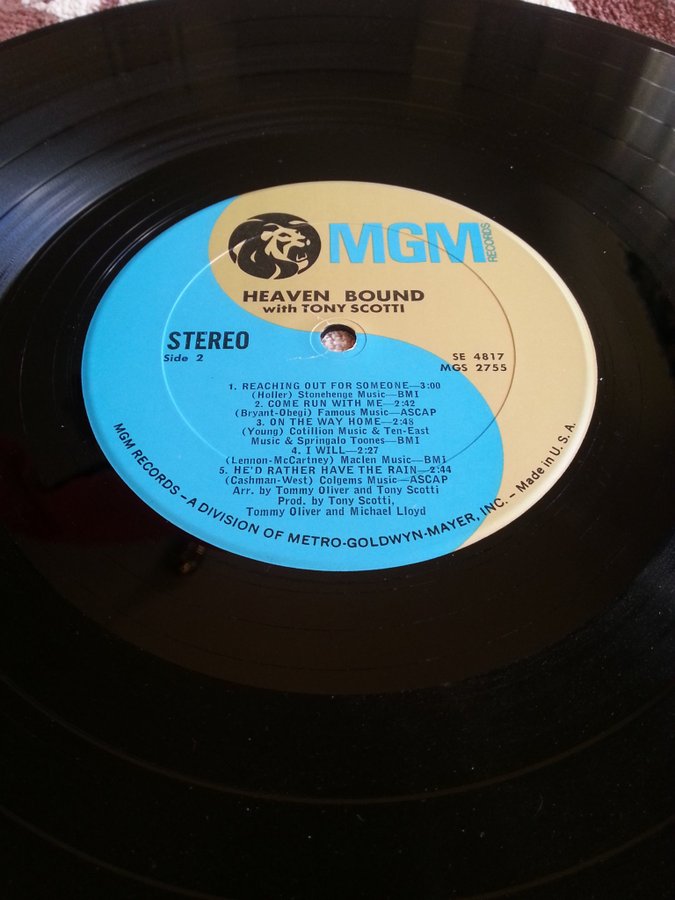 MGM
RECORDS
HEAVEN BOUND
with TONY SCOTTI
STEREO
Side 2
SE 4817
MGS 2755
1. REACHING OUT FOR SOMEONE—3:00
(Holler) Stonehenge Music—BMI
2. COME RUN WITH ME—2:42
(Bryant-Obegi) Famous Music—ASCAP
3. ON THE WAY HOME—2:48
(Young) Cotillion Music & Ten-East
Music & Springalo Toones—BMI
4. I WILL—2:27
(Lennon-McCartney) Maclen Music—BMI
5. HE'D RATHER HAVE THE RAIN—2:44
(Cashman-West) Colgems Music—ASCAP
Arr. by Tommy Oliver and Tony Scotti
Prod. by Tony Scotti,
Tommy Oliver and Michael Lloyd
MGM RECORDS – A DIVISION OF METRO-GOLDWYN-MAYER, INC. – Made in U.S.A.